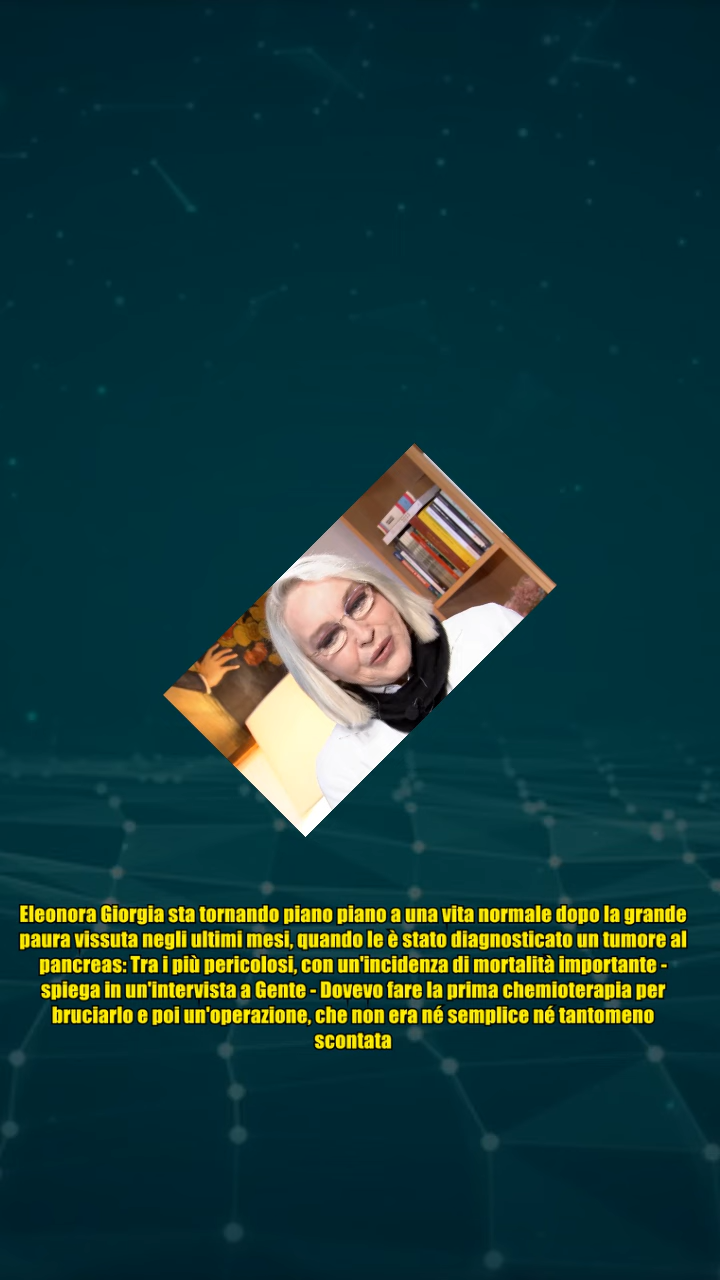 Eleonora Giorgia sta tornando piano piano a una vita normale dopo la grande
paura vissuta negli ultimi mesi, quando le è stato diagnosticato un tumore al
pancreas: Tra i più pericolosi, con un'incidenza di mortalità importante -
spiega in un'intervista a Gente - Dovevo fare la prima chemioterapia per
bruciarlo e poi un'operazione, che non era né semplice né tantomeno
scontata